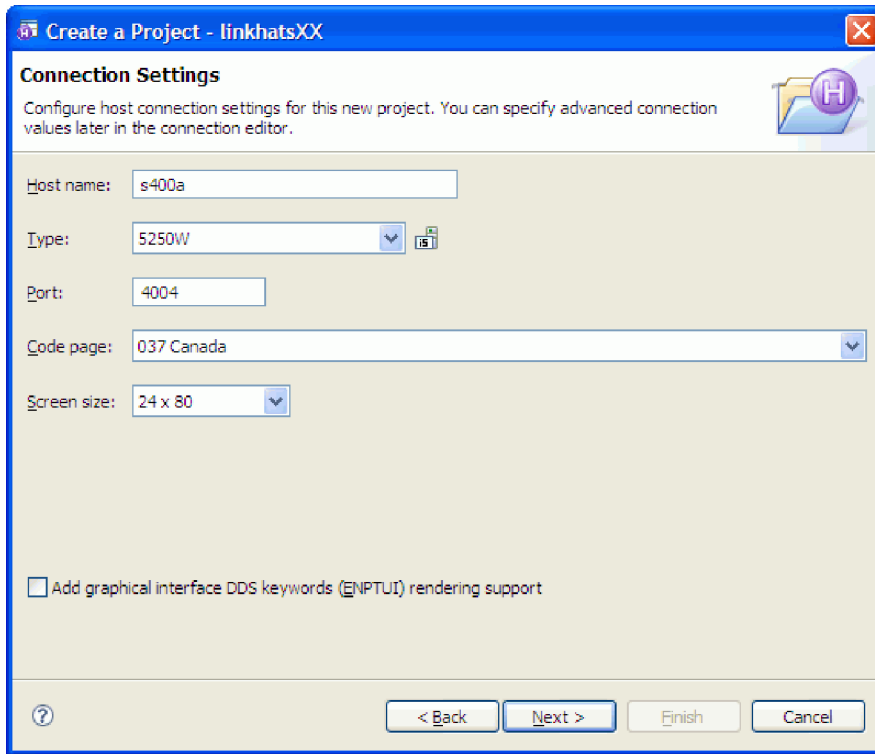 Create a Project - linkhatsXX
Connection Settings
Configure host connection settings for this new project. You can specify advanced connection
values later in the connection editor.
Host name: s400a
Type: 5250W
i5
Port: 4004
Code page: 037 Canada
Screen size: 24 x 80
Add graphical interface DDS keywords (ENPTUI) rendering support
? < Back Next > Finish Cancel